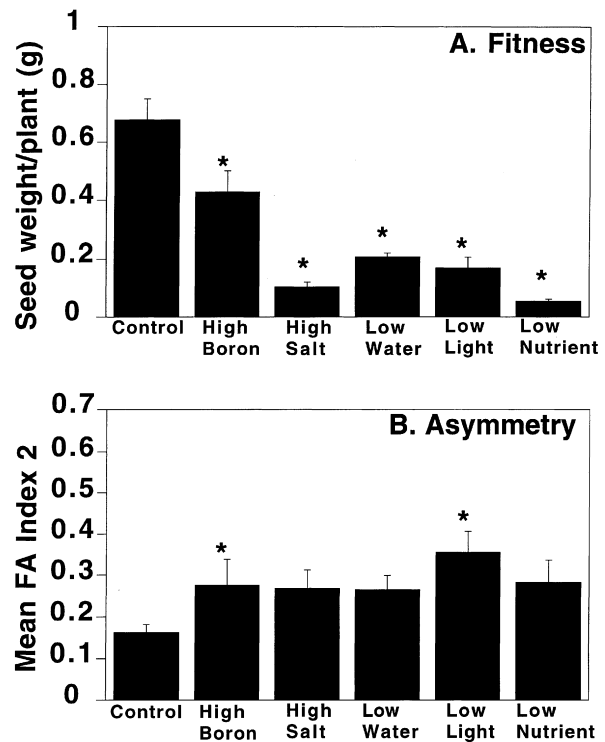 1
A. Fitness
0.8
0.6
0.4
0.2
0
Seed weight/plant (g)
*
*
*
*
*
Control
High Boron
High Salt
Low Water
Low Light
Low Nutrient
0.7
B. Asymmetry
0.6
0.5
0.4
0.3
0.2
0.1
0
Mean FA Index 2
*
*
Control
High Boron
High Salt
Low Water
Low Light
Low Nutrient